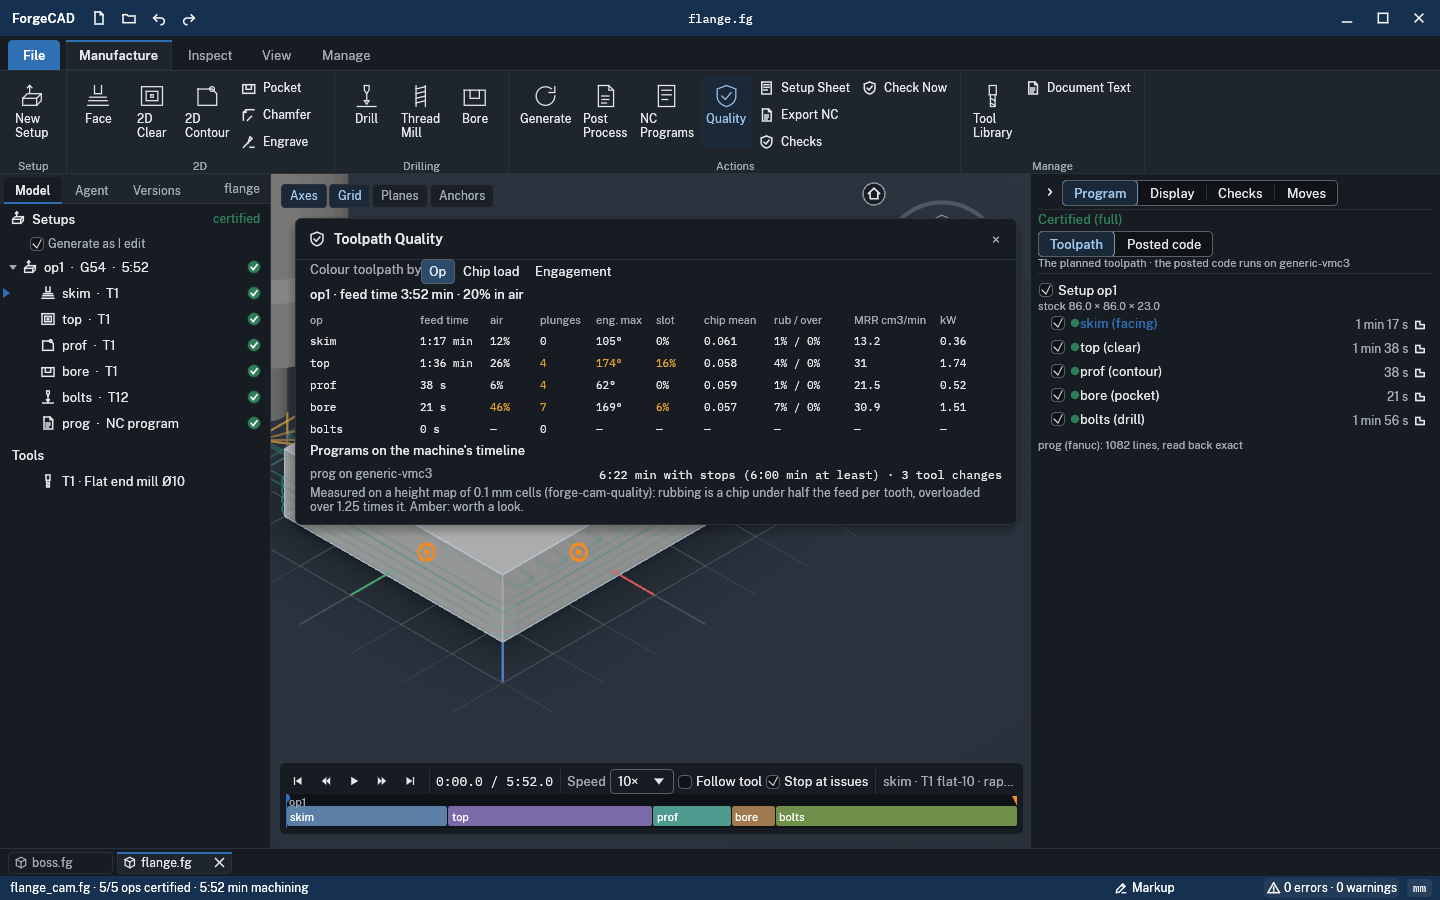 ForgeCAD
flange.fg
File
Manufacture
Inspect
View
Manage
New Setup
Setup
Face
2D Clear
2D Contour
Pocket
Chamfer
Engrave
2D
Drill
Thread Mill
Bore
Drilling
Generate
Post Process
NC Programs
Quality
Setup Sheet
Export NC
Checks
Check Now
Actions
Tool Library
Document Text
Manage
Model
Agent
Versions
flange
Setups
certified
Generate as I edit
op1 · G54 · 5:52
skim · T1
top · T1
prof · T1
bore · T1
bolts · T12
prog · NC program
Tools
T1 · Flat end mill Ø10
Axes
Grid
Planes
Anchors
Toolpath Quality
Colour toolpath by Op Chip load Engagement
op1 · feed time 3:52 min · 20% in air
op feed time air plunges eng. max slot chip mean rub / over MRR cm3/min kW
skim 1:17 min 12% 0 105° 0% 0.061 1% / 0% 13.2 0.36
top 1:36 min 26% 4 174° 16% 0.058 4% / 0% 31 1.74
prof 38 s 6% 4 62° 0% 0.059 1% / 0% 21.5 0.52
bore 21 s 46% 7 169° 6% 0.057 7% / 0% 30.9 1.51
bolts 0 s – 0 – – – – – –
Programs on the machine's timeline
prog on generic-vmc3 6:22 min with stops (6:00 min at least) · 3 tool changes
Measured on a height map of 0.1 mm cells (forge-cam-quality): rubbing is a chip under half the feed per tooth, overloaded
over 1.25 times it. Amber: worth a look.
0:00.0 / 5:52.0
Speed
10×
Follow tool
Stop at issues
skim · T1 flat-10 · rap...
op1
skim
top
prof
bore
bolts
Program
Display
Checks
Moves
Certified (full)
Toolpath
Posted code
The planned toolpath · the posted code runs on generic-vmc3
Setup op1
stock 86.0 × 86.0 × 23.0
skim (facing) 1 min 17 s
top (clear) 1 min 38 s
prof (contour) 38 s
bore (pocket) 21 s
bolts (drill) 1 min 56 s
prog (fanuc): 1082 lines, read back exact
boss.fg
flange.fg
flange_cam.fg · 5/5 ops certified · 5:52 min machining
Markup
0 errors · 0 warnings
mm